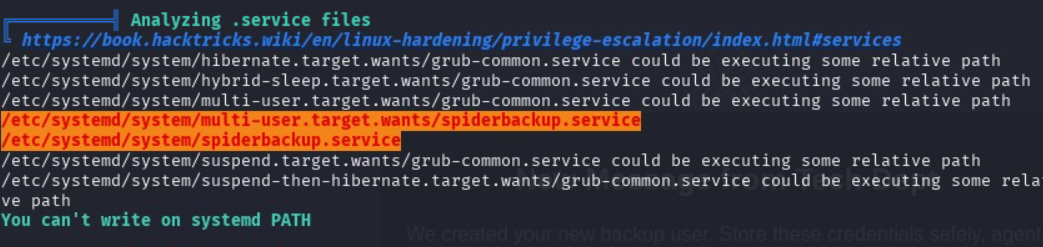 ╔══════════╣ Analyzing .service files
╚ https://book.hacktricks.wiki/en/linux-hardening/privilege-escalation/index.html#services
/etc/systemd/system/hibernate.target.wants/grub-common.service could be executing some relative path
/etc/systemd/system/hybrid-sleep.target.wants/grub-common.service could be executing some relative path
/etc/systemd/system/multi-user.target.wants/grub-common.service could be executing some relative path
/etc/systemd/system/multi-user.target.wants/spiderbackup.service
/etc/systemd/system/spiderbackup.service
/etc/systemd/system/suspend.target.wants/grub-common.service could be executing some relative path
/etc/systemd/system/suspend-then-hibernate.target.wants/grub-common.service could be executing some rela
ve path
You can't write on systemd PATH
We created your new backup user. Store these credentials safely, agent